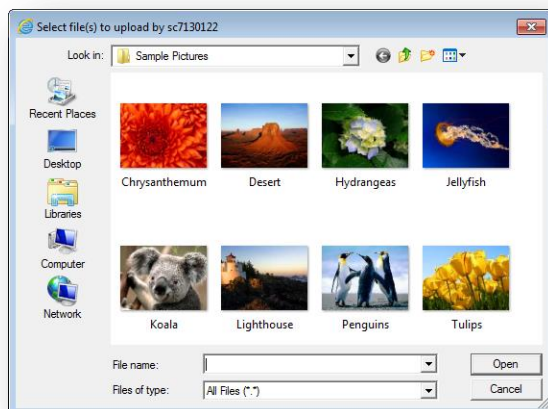 Select file(s) to upload by sc7130122
Look in: Sample Pictures
Recent Places
Desktop
Libraries
Computer
Network
Chrysanthemum Desert Hydrangeas Jellyfish
Koala Lighthouse Penguins Tulips
File name: Open
Files of type: All Files (*.*) Cancel